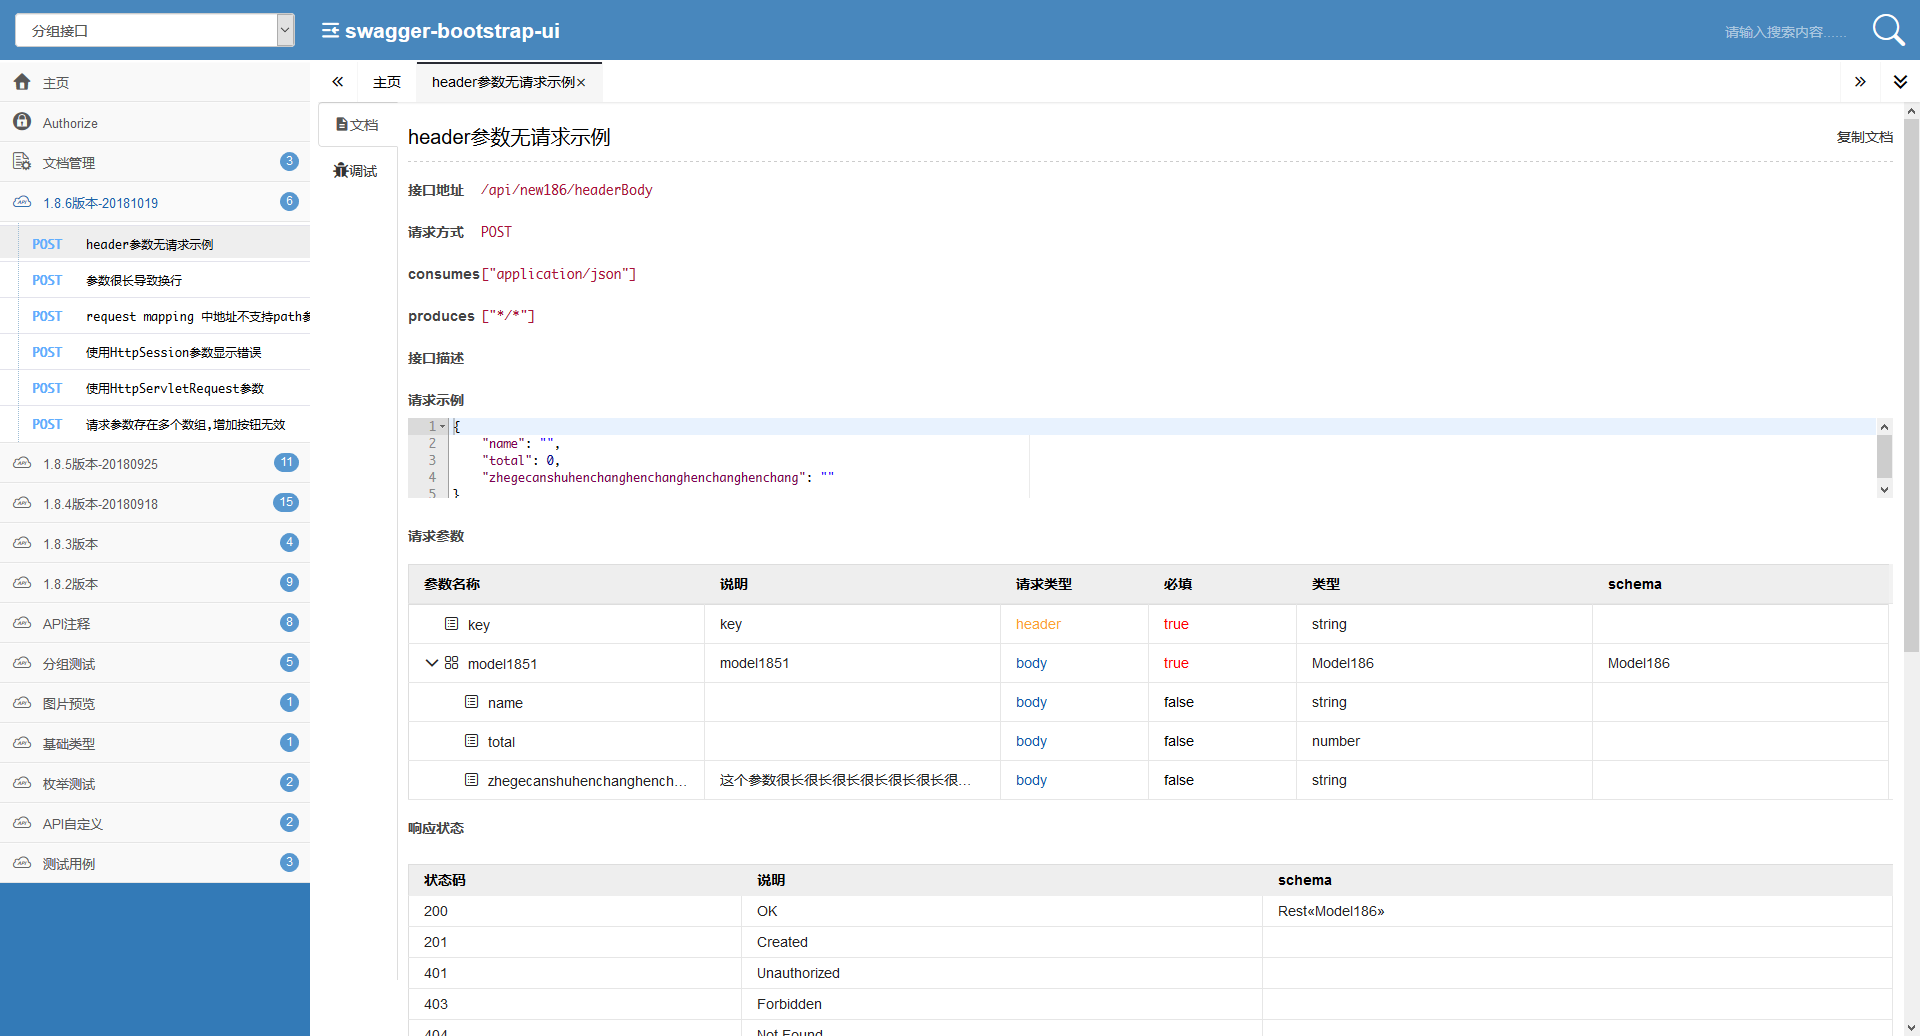 分组接口
swagger-bootstrap-ui
请输入搜索内容......
主页
Authorize
文档管理 3
1.8.6版本-20181019 6
POST header参数无请求示例
POST 参数很长导致换行
POST request mapping 中地址不支持path参
POST 使用HttpSession参数显示错误
POST 使用HttpServletRequest参数
POST 请求参数存在多个数组,增加按钮无效
1.8.5版本-20180925 11
1.8.4版本-20180918 15
1.8.3版本 4
1.8.2版本 9
API注释 8
分组测试 5
图片预览 1
基础类型 1
枚举测试 2
API自定义 2
测试用例 3
主页
header参数无请求示例×
文档
调试
header参数无请求示例
复制文档
接口地址 /api/new186/headerBody
请求方式 POST
consumes ["application/json"]
produces ["*/*"]
接口描述
请求示例
1 {
2 "name": "",
3 "total": 0,
4 "zhegecanshuhenchanghenchanghenchanghenchang": ""
5 }
请求参数
参数名称 说明 请求类型 必填 类型 schema
key key header true string
model1851 model1851 body true Model186 Model186
name body false string
total body false number
zhegecanshuhenchanghench... 这个参数很长很长很长很长很长很长很... body false string
响应状态
状态码 说明 schema
200 OK Rest«Model186»
201 Created
401 Unauthorized
403 Forbidden
404 Not Found